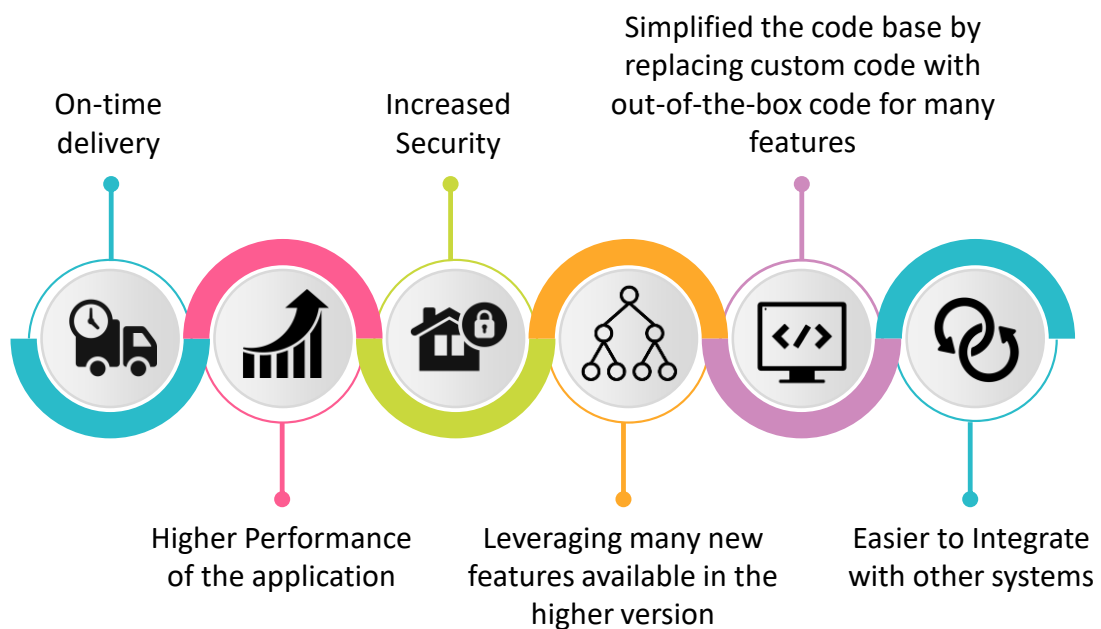 On-time
delivery
Higher Performance
of the application
Increased
Security
Leveraging many new
features available in the
higher version
Simplified the code base by
replacing custom code with
out-of-the-box code for many
features
</>
Easier to Integrate
with other systems